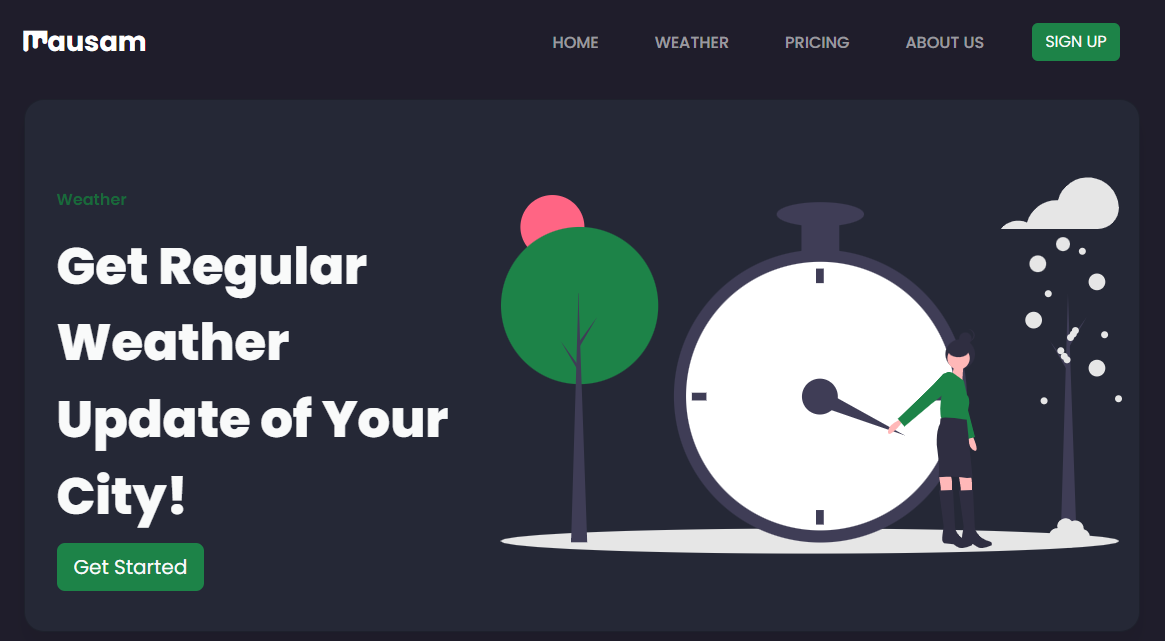 mausam
HOME WEATHER PRICING ABOUT US SIGN UP
Weather
Get Regular
Weather
Update of Your
City!
Get Started